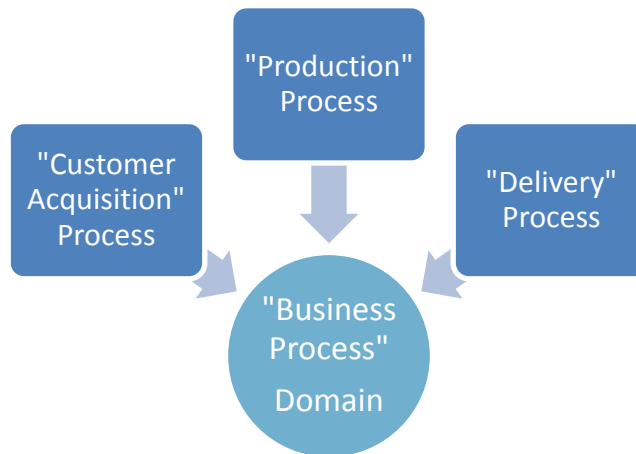 "Production"
Process
"Customer
Acquisition"
Process
"Delivery"
Process
"Business
Process"
Domain